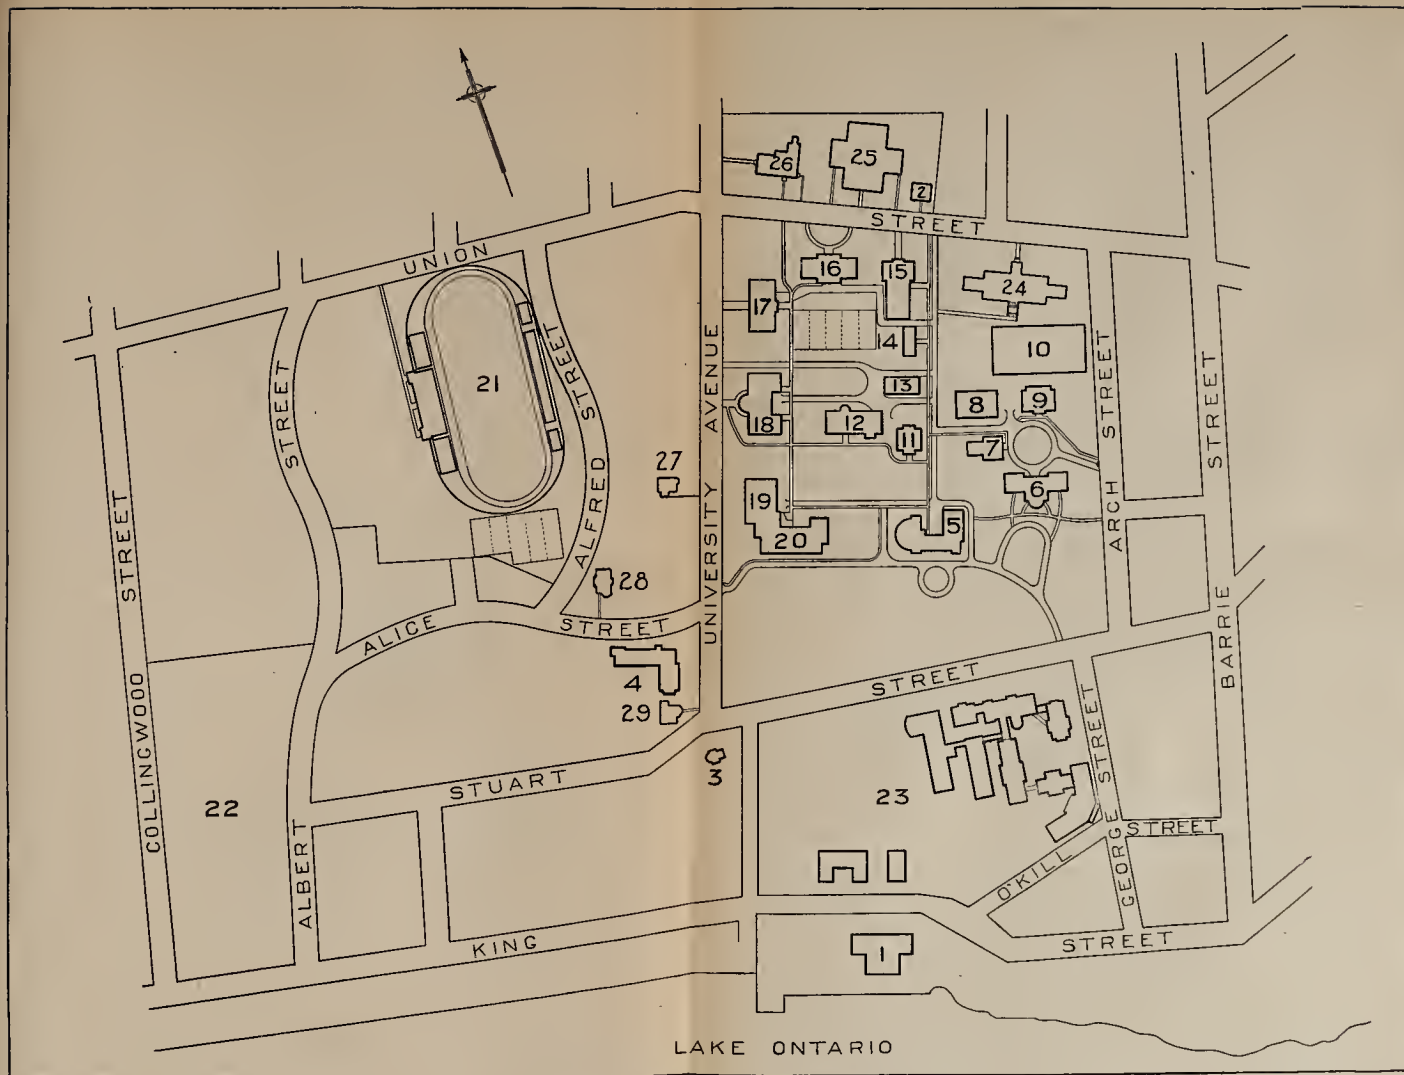 26
25
2
STREET
UNION
16
15
24
17
14
10
21
13
8
9
18
12
11
7
27
6
19
20
5
28
4
29
3
22
23
1
STREET
ALBERT
ALFRED
STREET
UNIVERSITY AVENUE
ARCH STREET
BARRIE STREET
COLLINGWOOD STREET
ALICE STREET
STUART STREET
GEORGE STREET
O'KILL STREET
KING STREET
LAKE ONTARIO